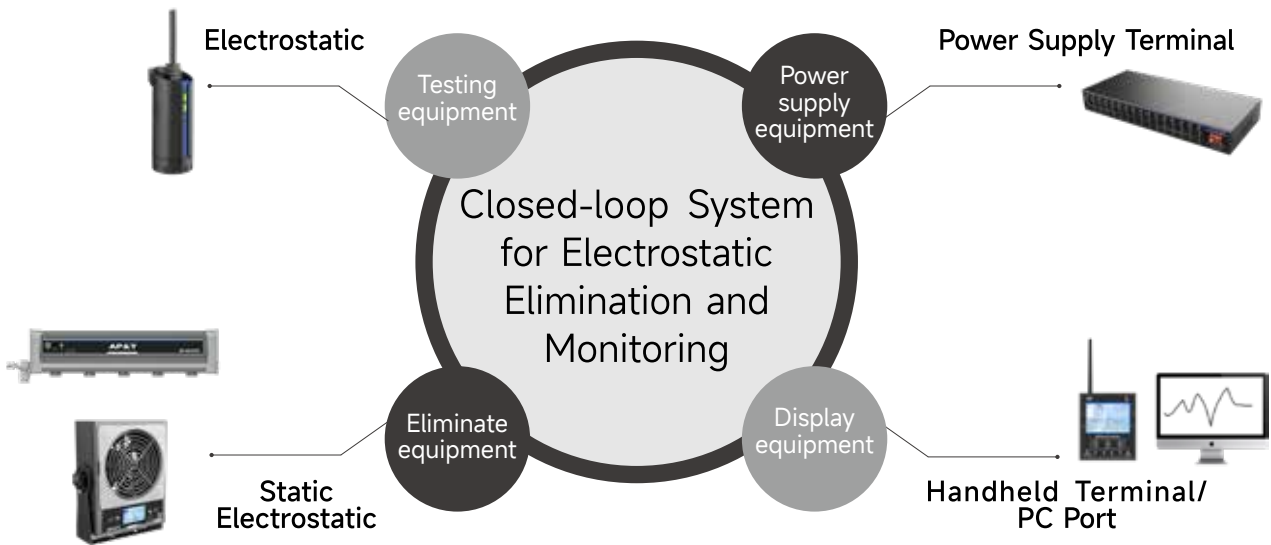 Electrostatic
Testing
equipment
Power
supply
equipment
Power Supply Terminal
Closed-loop System
for Electrostatic
Elimination and
Monitoring
AP&T
Eliminate
equipment
Static
Electrostatic
Display
equipment
Handheld Terminal/
PC Port